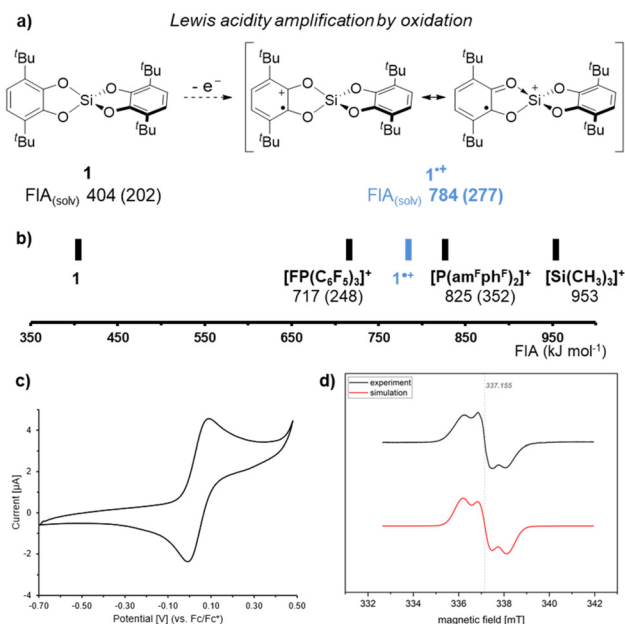 a) Lewis acidity amplification by oxidation
tBu
tBu
tBu
tBu
O
O
Si
O
O
tBu
tBu
- e−
tBu
tBu
O
O
Si
O
O
+
•
tBu
tBu
tBu
tBu
O
O
Si
+
O
O
•
tBu
tBu
1
FIA(solv) 404 (202)
1•+
FIA(solv) 784 (277)
b)
1
[FP(C6F5)3]+
717 (248)
1•+
[P(amFphF)2]+
825 (352)
[Si(CH3)3]+
953
350 450 550 650 750 850 950
FIA (kJ mol-1)
c)
Current [µA]
4
2
0
-2
-4
-0.70 -0.50 -0.30 -0.10 0.10 0.30 0.50
Potential [V] (vs. Fc/Fc+)
d)
experiment
simulation
337.155
332 334 336 338 340 342
magnetic field [mT]